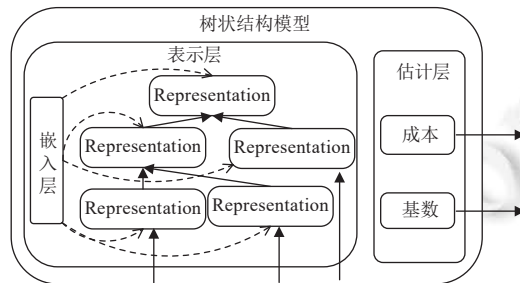 树状结构模型
表示层
估计层
Representation
嵌入层
Representation
Representation
成本
Representation
Representation
基数